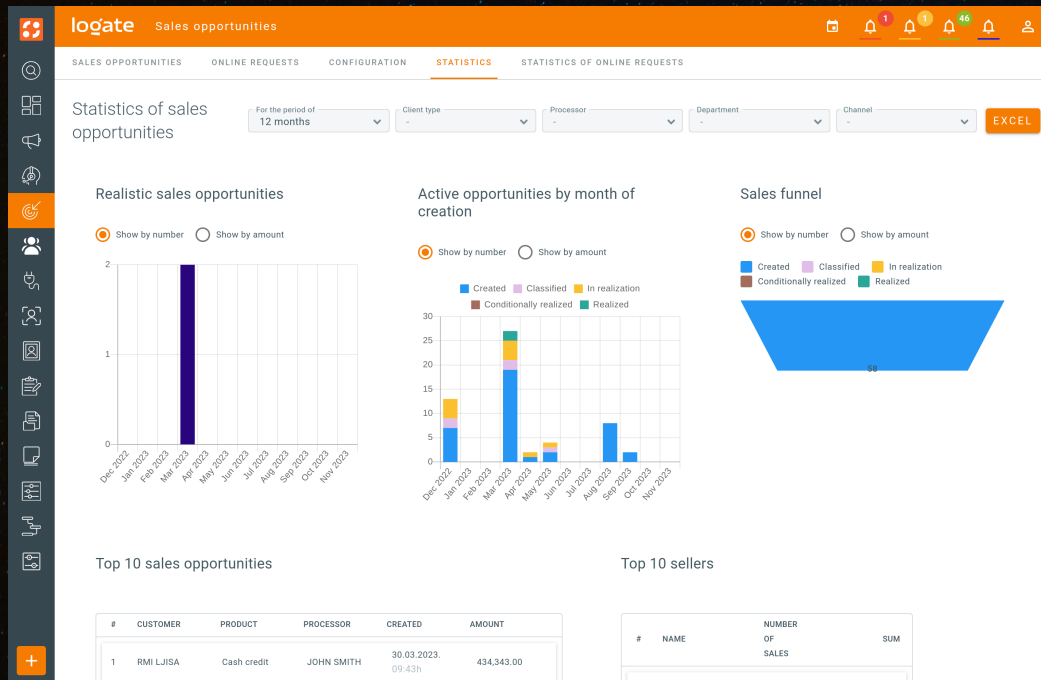 logate
Sales opportunities
1
1
46
SALES OPPORTUNITIES
ONLINE REQUESTS
CONFIGURATION
STATISTICS
STATISTICS OF ONLINE REQUESTS
Statistics of sales
opportunities
For the period of
12 months
Client type
-
Processor
-
Department
-
Channel
-
EXCEL
Realistic sales opportunities
Show by number
Show by amount
2
1
0
Dec 2022
Jan 2023
Feb 2023
Mar 2023
Apr 2023
May 2023
Jun 2023
Jul 2023
Aug 2023
Sep 2023
Oct 2023
Nov 2023
Active opportunities by month of
creation
Show by number
Show by amount
Created
Classified
In realization
Conditionally realized
Realized
30
25
20
15
10
5
0
Dec 2022
Jan 2023
Feb 2023
Mar 2023
Apr 2023
May 2023
Jun 2023
Jul 2023
Aug 2023
Sep 2023
Oct 2023
Nov 2023
Sales funnel
Show by number
Show by amount
Created
Classified
In realization
Conditionally realized
Realized
58
Top 10 sales opportunities
# CUSTOMER PRODUCT PROCESSOR CREATED AMOUNT
1 RMI LJISA Cash credit JOHN SMITH 30.03.2023. 434,343.00
09:43h
Top 10 sellers
# NAME NUMBER OF SALES SUM